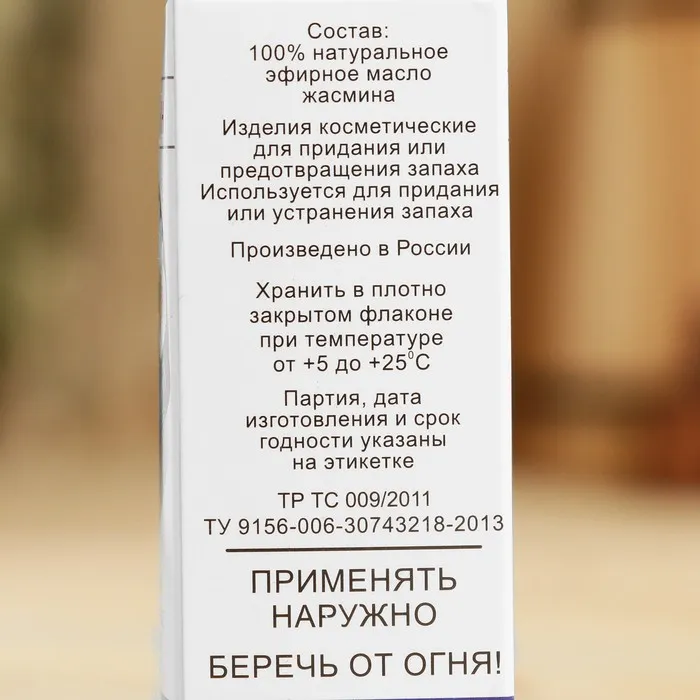 Состав:
100% натуральное
эфирное масло
жасмина
Изделия косметические
для придания или
предотвращения запаха
Используется для придания
или устранения запаха
Произведено в России
Хранить в плотно
закрытом флаконе
при температуре
от +5 до +25⁰С
Партия, дата
изготовления и срок
годности указаны
на этикетке
ТР ТС 009/2011
ТУ 9156-006-30743218-2013
ПРИМЕНЯТЬ
НАРУЖНО
БЕРЕЧЬ ОТ ОГНЯ!